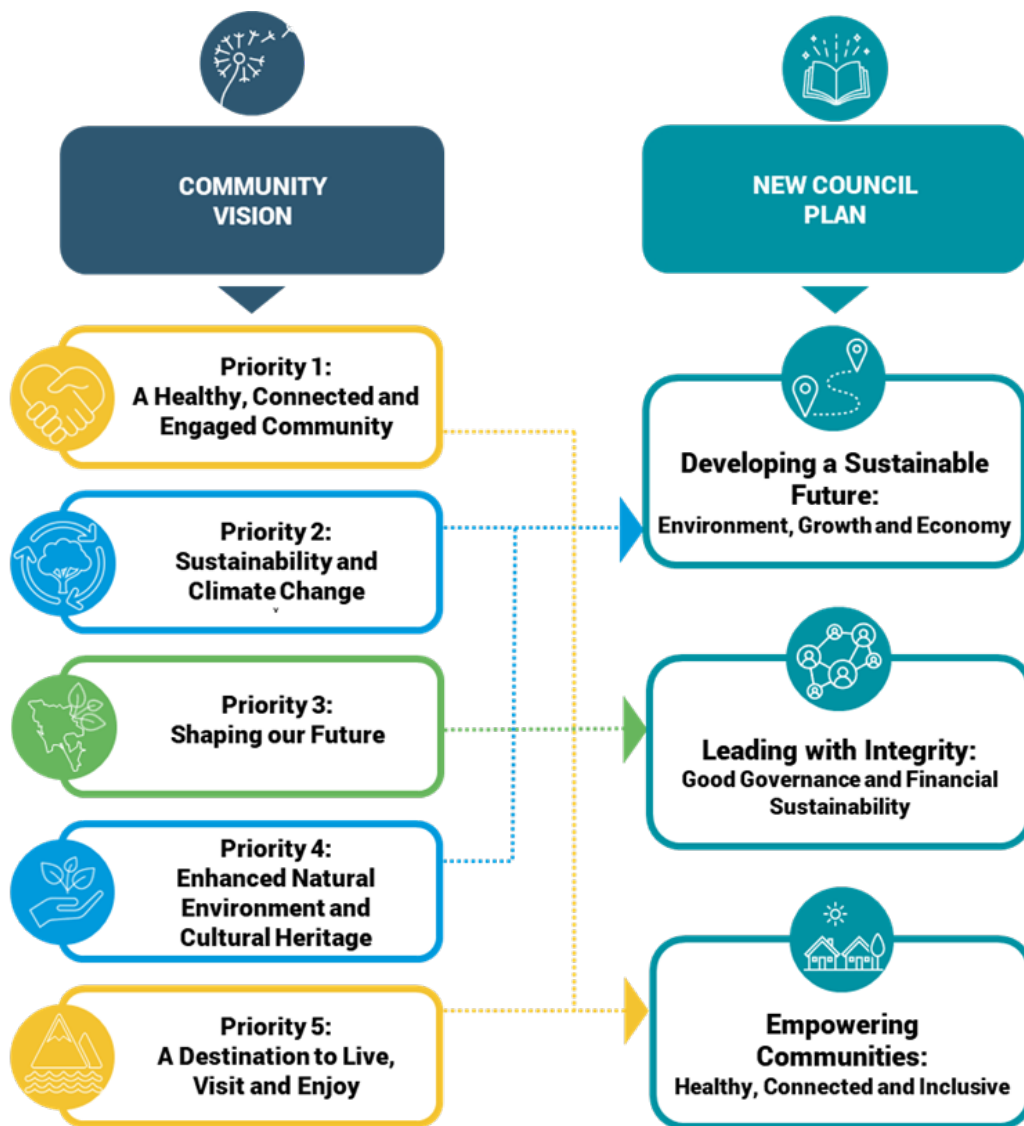 COMMUNITY
VISION
NEW COUNCIL
PLAN
Priority 1:
A Healthy, Connected and
Engaged Community
Priority 2:
Sustainability and
Climate Change
Priority 3:
Shaping our Future
Priority 4:
Enhanced Natural
Environment and
Cultural Heritage
Priority 5:
A Destination to Live,
Visit and Enjoy
Developing a Sustainable
Future:
Environment, Growth and Economy
Leading with Integrity:
Good Governance and Financial
Sustainability
Empowering
Communities:
Healthy, Connected and Inclusive